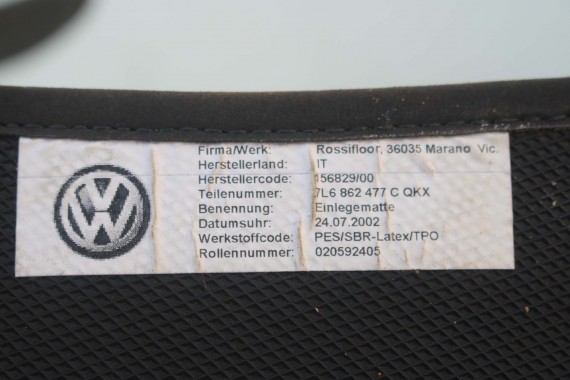 Firma/Werk: Rossifloor, 36035 Marano Vic.
Herstellerland: IT
Herstellercode: 156829/00
Teilenummer: 7L6 862 477 C QKX
Benennung: Einlegematte
Datumsuhr: 24.07.2002
Werkstoffcode: PES/SBR-Latex/TPO
Rollennummer: 020592405